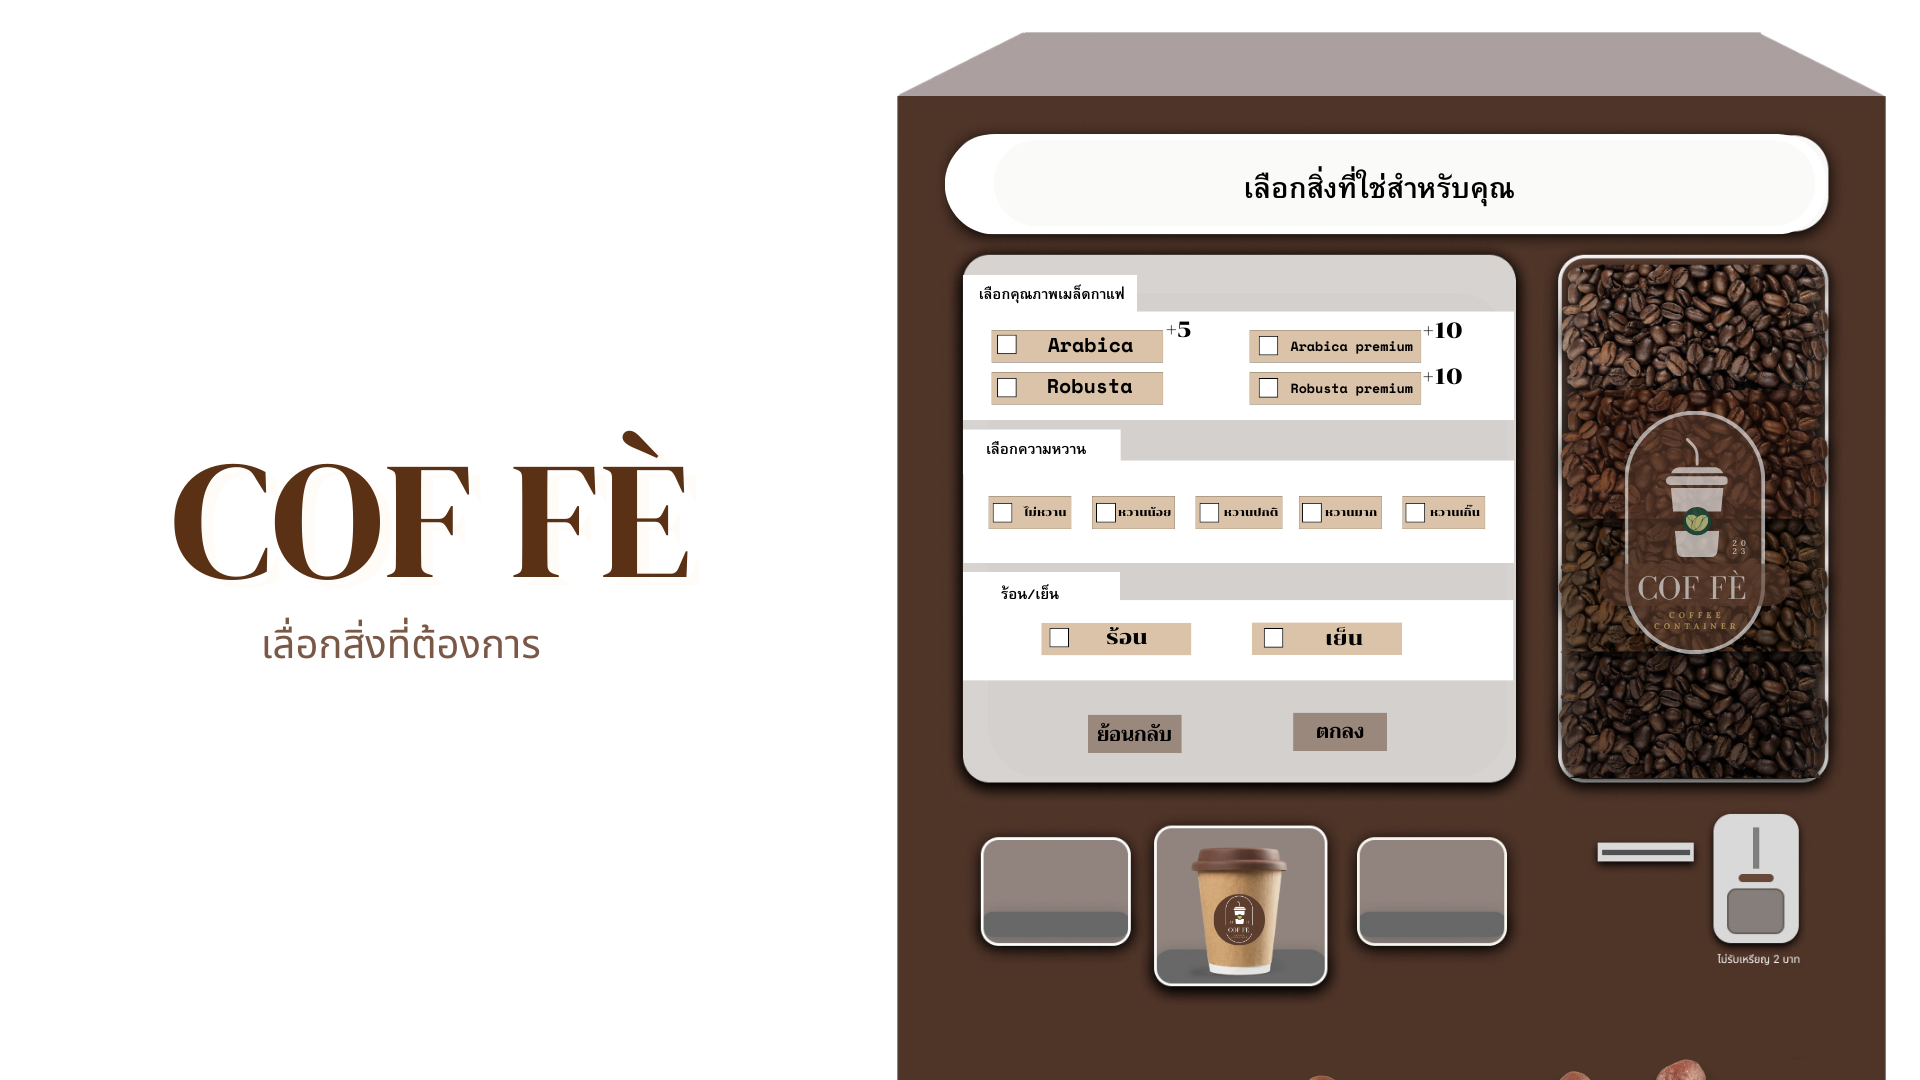 COF FÈ
เลื่อกสิ่งที่ต้องการ
เลือกสิ่งที่ใช่สำหรับคุณ
เลือกคุณภาพเมล็ดกาแฟ
Arabica +5
Arabica premium +10
Robusta
Robusta premium +10
เลือกความหวาน
ไม่หวาน หวานน้อย หวานปกติ หวานมาก หวานเกิ๊น
ร้อน/เย็น
ร้อน เย็น
ย้อนกลับ ตกลง
20
23
COF FÈ
COFFEE
CONTAINER
COF FÈ
ไม่รับเหรียญ 2 บาท